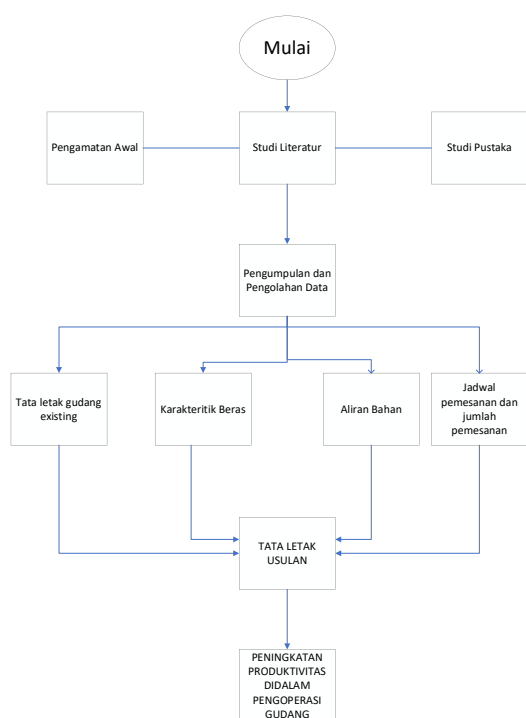 Mulai
Pengamatan Awal
Studi Literatur
Studi Pustaka
Pengumpulan dan
Pengolahan Data
Tata letak gudang
existing
Karakteritik Beras
Aliran Bahan
Jadwal
pemesanan dan
jumlah
pemesanan
TATA LETAK
USULAN
PENINGKATAN
PRODUKTIVITAS
DIDALAM
PENGOPERASI
GUDANG